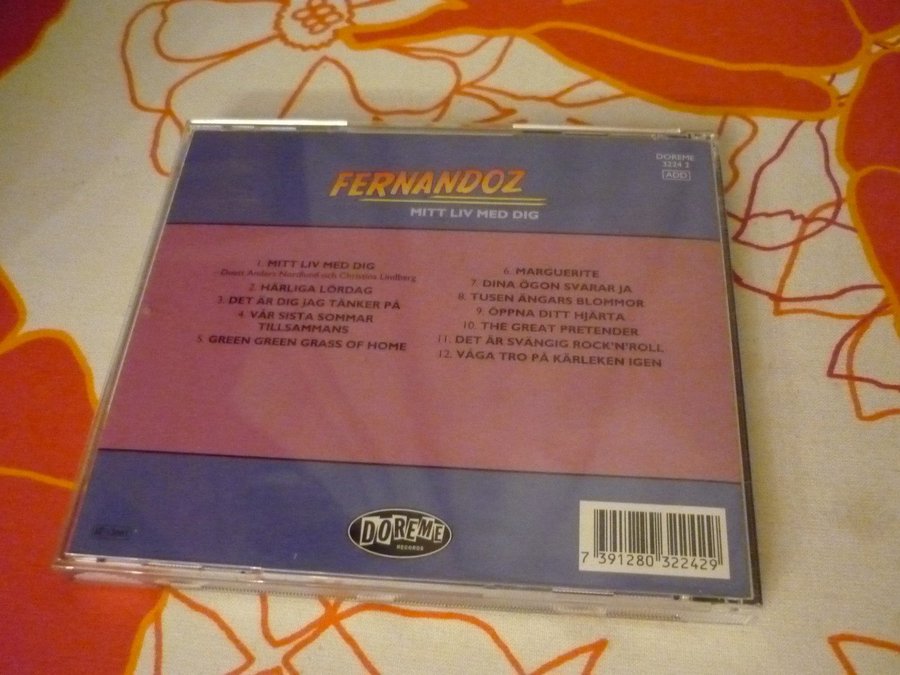 DOREME
3224 2
ADD
FERNANDOZ
MITT LIV MED DIG
1. MITT LIV MED DIG
Duett Anders Nordlund och Christina Lindberg
2. HÄRLIGA LÖRDAG
3. DET ÄR DIG JAG TÄNKER PÅ
4. VÅR SISTA SOMMAR
TILLSAMMANS
5. GREEN GREEN GRASS OF HOME
6. MARGUERITE
7. DINA ÖGON SVARAR JA
8. TUSEN ÄNGARS BLOMMOR
9. ÖPPNA DITT HJÄRTA
10. THE GREAT PRETENDER
11. DET ÄR SVÄNGIG ROCK'N'ROLL
12. VÅGA TRO PÅ KÄRLEKEN IGEN
DOREME
RECORDS
7 391280 322429